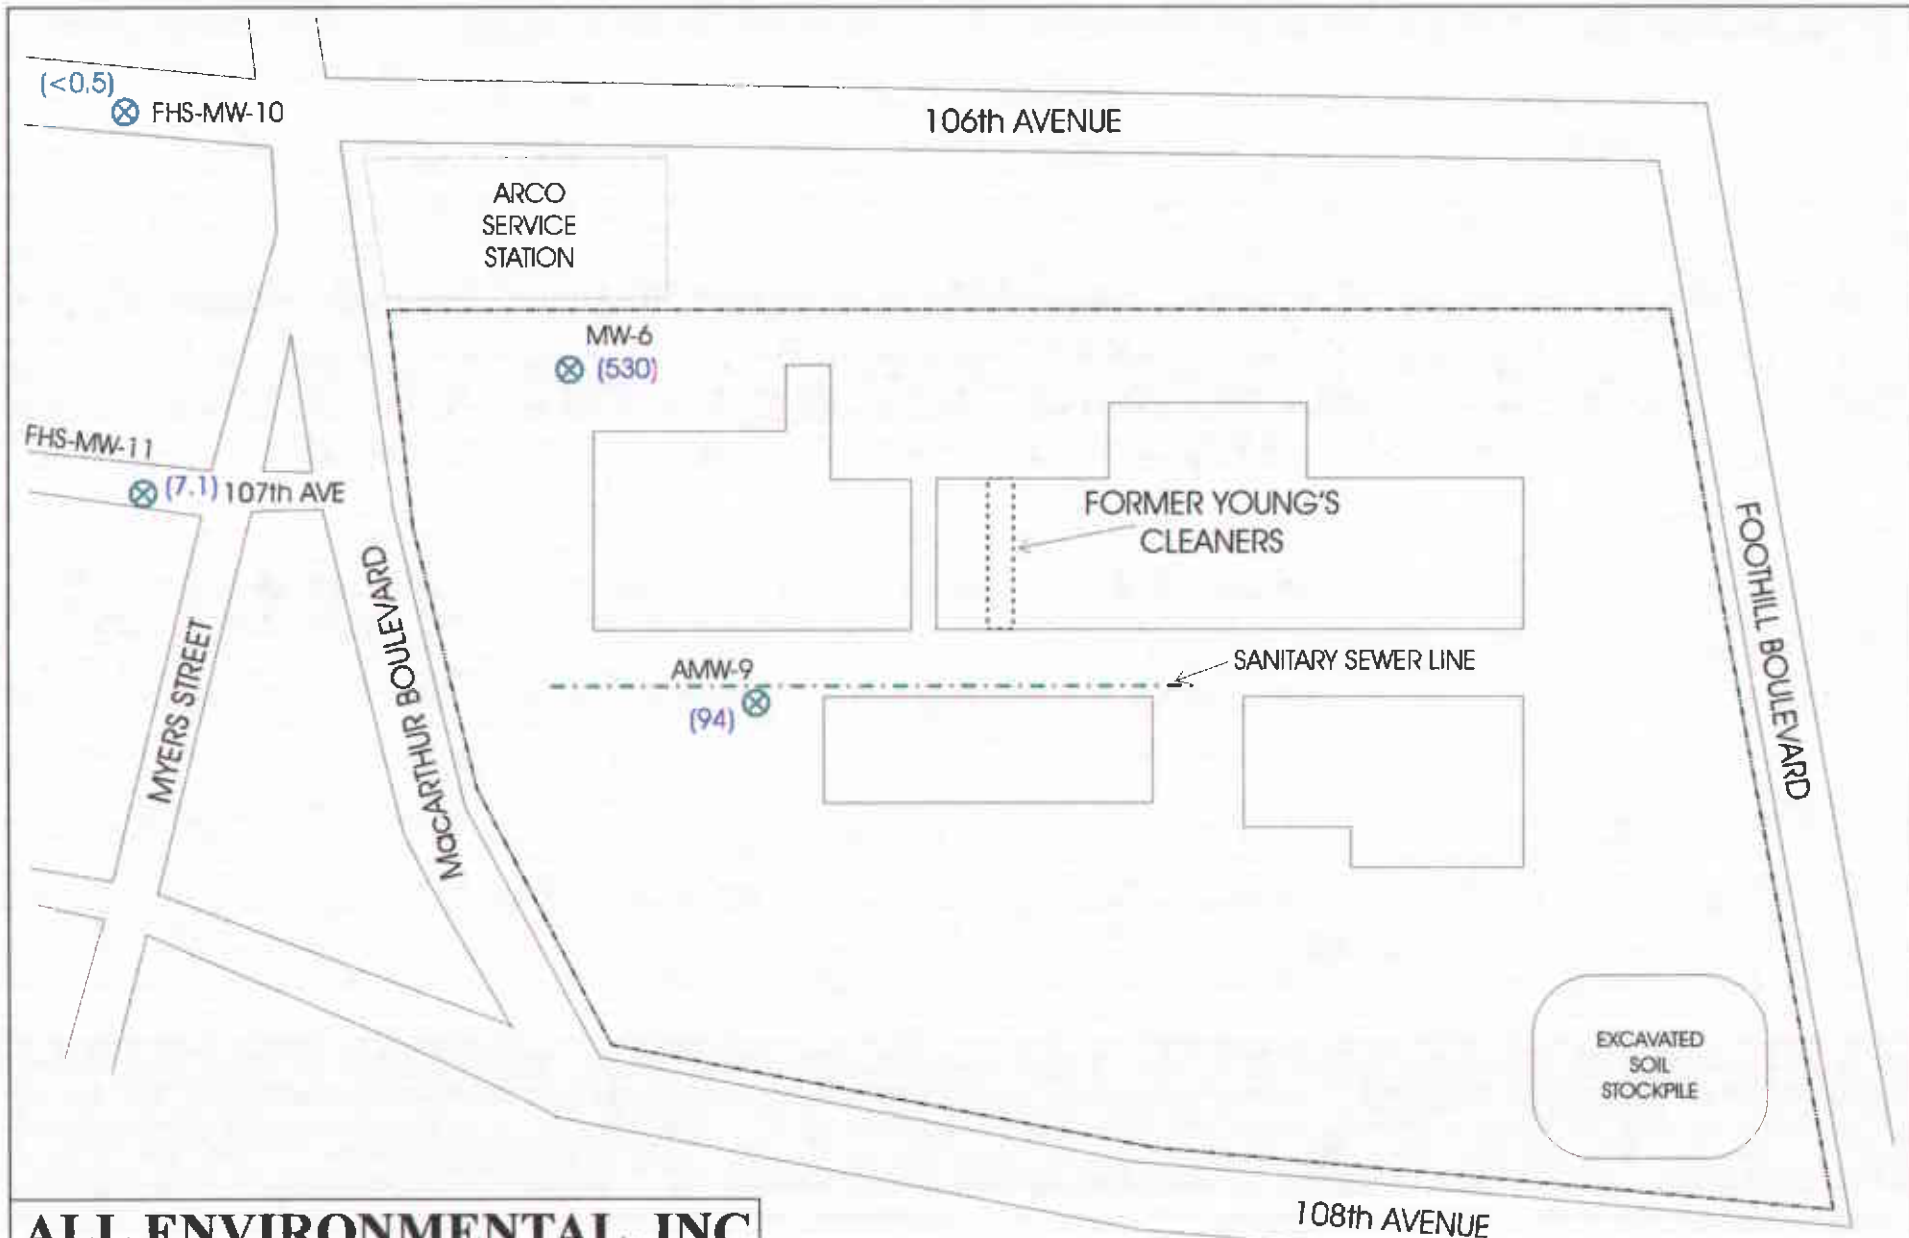 (<0.5)
FHS-MW-10
106th AVENUE
ARCO
SERVICE
STATION
MW-6
(530)
FHS-MW-11
(7.1) 107th AVE
FORMER YOUNG'S
CLEANERS
FOOTHILL BOULEVARD
MacARTHUR BOULEVARD
MYERS STREET
SANITARY SEWER LINE
AMW-9
(94)
EXCAVATED
SOIL
STOCKPILE
108th AVENUE
ALL ENVIRONMENTAL, INC